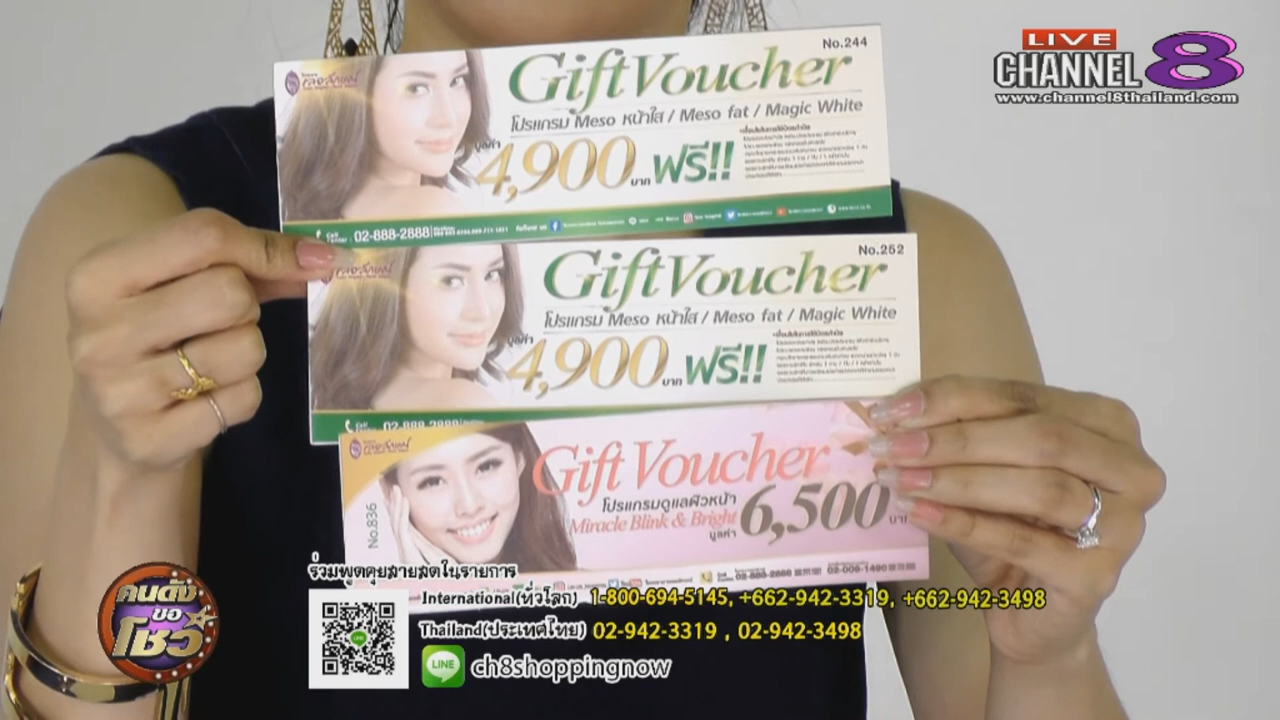 LIVE
CHANNEL 8
www.channel8thailand.com
No.244
Gift Voucher
โปรแกรม Meso หน้าใส / Meso fat / Magic White
มูลค่า 4,900 บาท ฟรี!!
02-888-2888
No.252
Gift Voucher
โปรแกรม Meso หน้าใส / Meso fat / Magic White
มูลค่า 4,900 บาท ฟรี!!
02-888-2888
Gift Voucher
โปรแกรมดูแลผิวหน้า
Miracle Blink & Bright
มูลค่า 6,500
No.836
02-888-2888
ร่วมพูดคุยสายสดในรายการ
International(ทั่วโลก) 1-800-694-5145, +662-942-3319, +662-942-3498
Thailand(ประเทศไทย) 02-942-3319 , 02-942-3498
LINE ch8shoppingnow
คนดัง
ขอ
โชว์